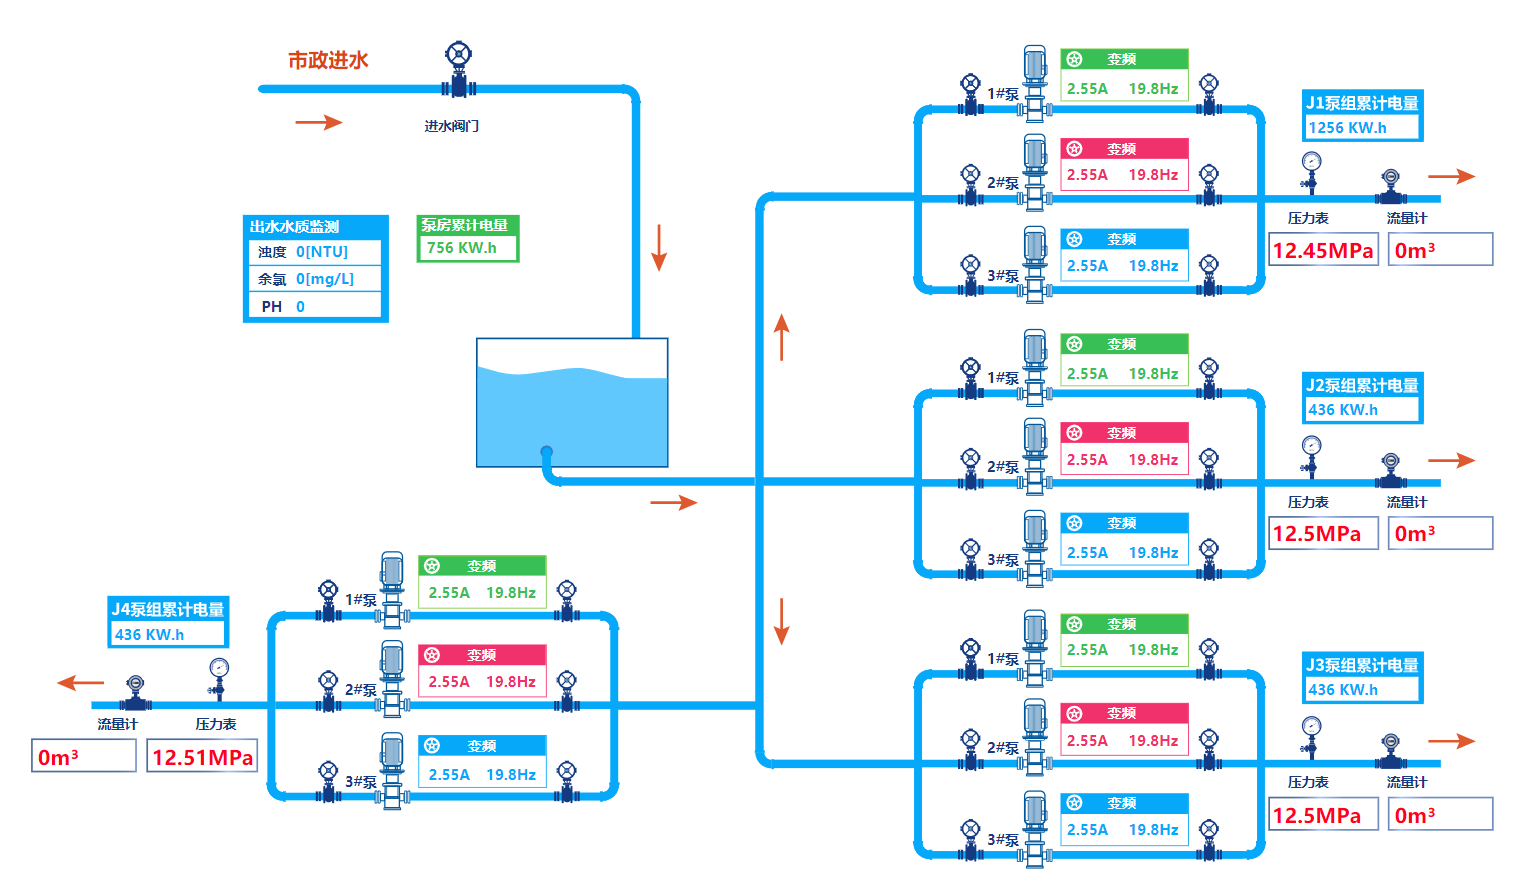 市政进水
进水阀门
出水水质监测
浊度 0[NTU]
余氯 0[mg/L]
PH 0
泵房累计电量
756 KW.h
1#泵
变频
2.55A 19.8Hz
2#泵
变频
2.55A 19.8Hz
3#泵
变频
2.55A 19.8Hz
J1泵组累计电量
1256 KW.h
压力表
流量计
12.45MPa
0m³
1#泵
变频
2.55A 19.8Hz
2#泵
变频
2.55A 19.8Hz
3#泵
变频
2.55A 19.8Hz
J2泵组累计电量
436 KW.h
压力表
流量计
12.5MPa
0m³
J4泵组累计电量
436 KW.h
流量计
压力表
0m³
12.51MPa
1#泵
变频
2.55A 19.8Hz
2#泵
变频
2.55A 19.8Hz
3#泵
变频
2.55A 19.8Hz
1#泵
变频
2.55A 19.8Hz
2#泵
变频
2.55A 19.8Hz
3#泵
变频
2.55A 19.8Hz
J3泵组累计电量
436 KW.h
压力表
流量计
12.5MPa
0m³